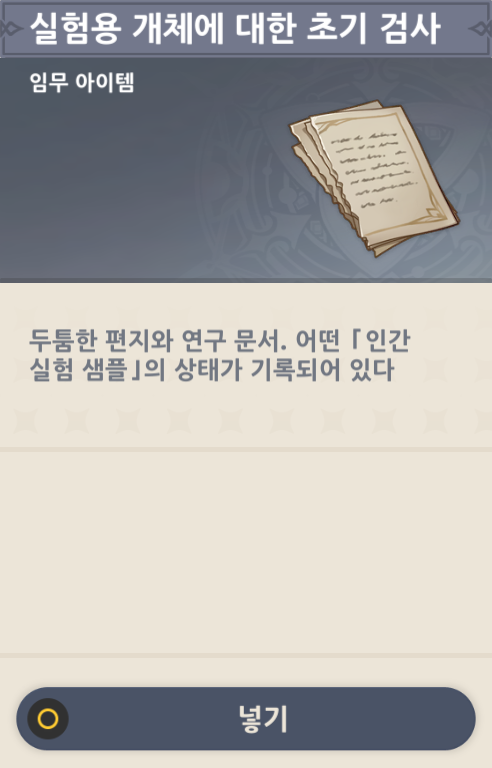 실험용 개체에 대한 초기 검사
임무 아이템
두툼한 편지와 연구 문서. 어떤 「인간
실험 샘플」의 상태가 기록되어 있다
넣기